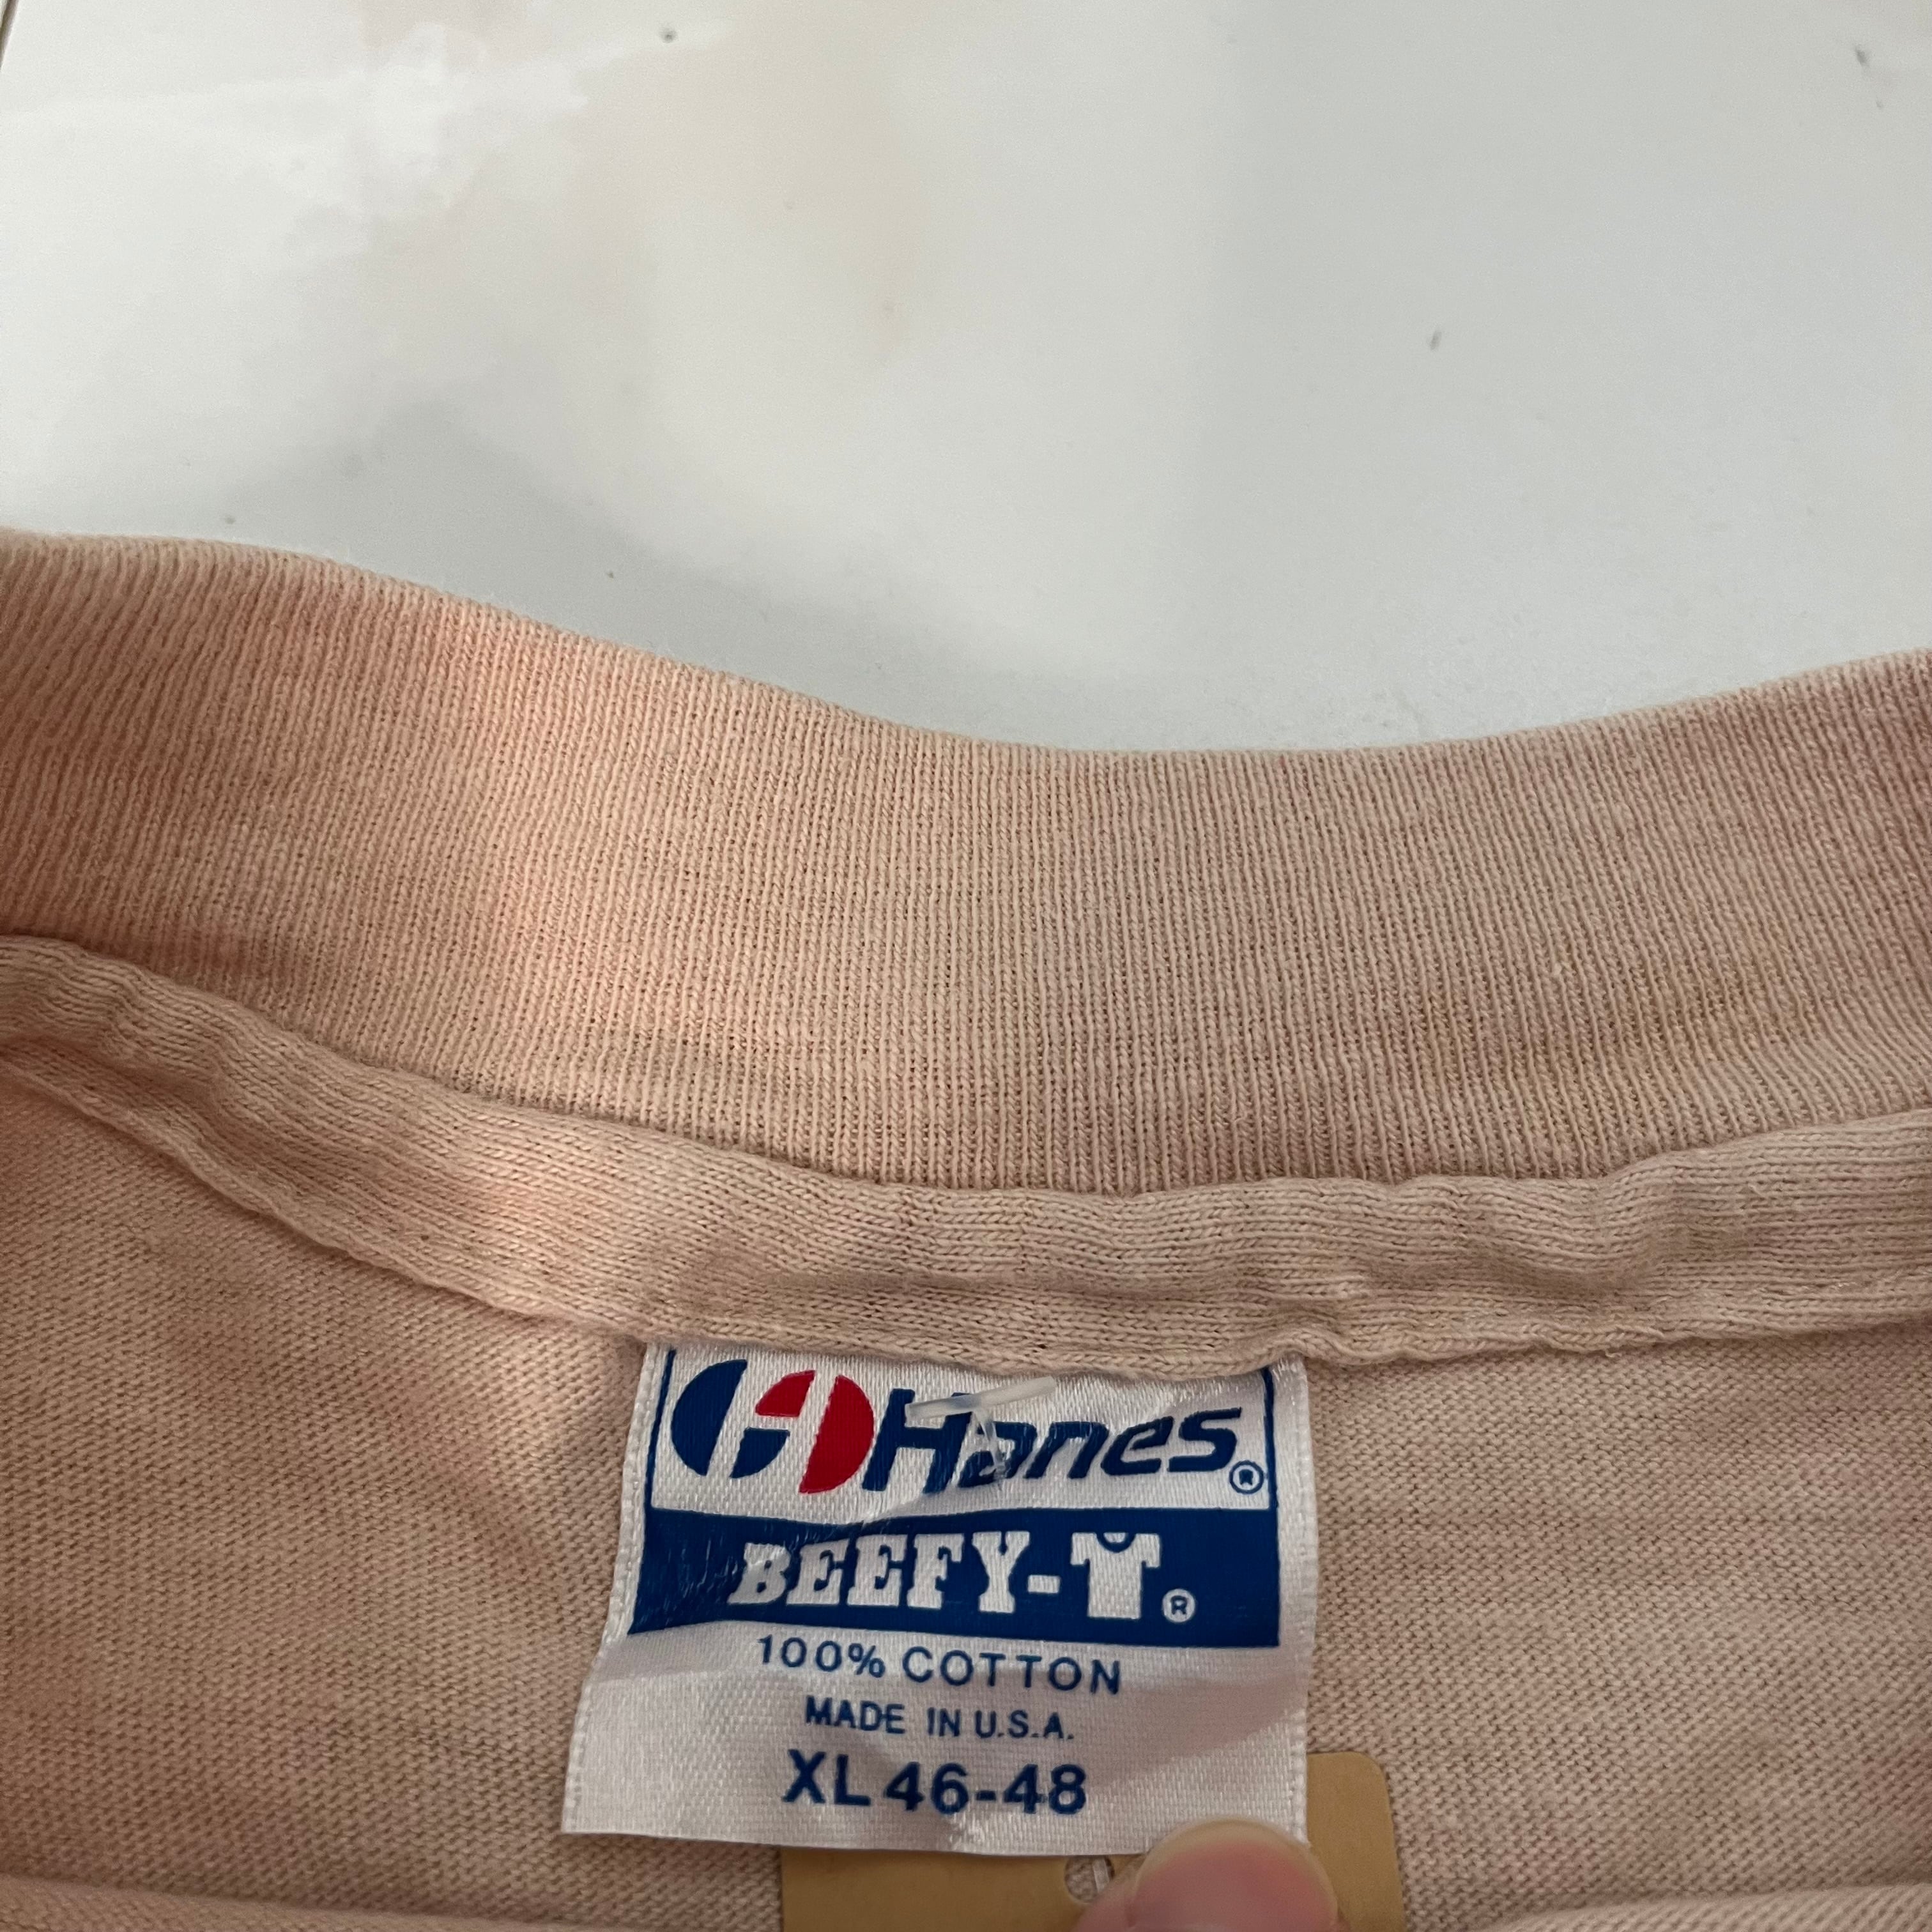 Hanes®
BEEFY-T®
100% COTTON
MADE IN U.S.A.
XL 46-48